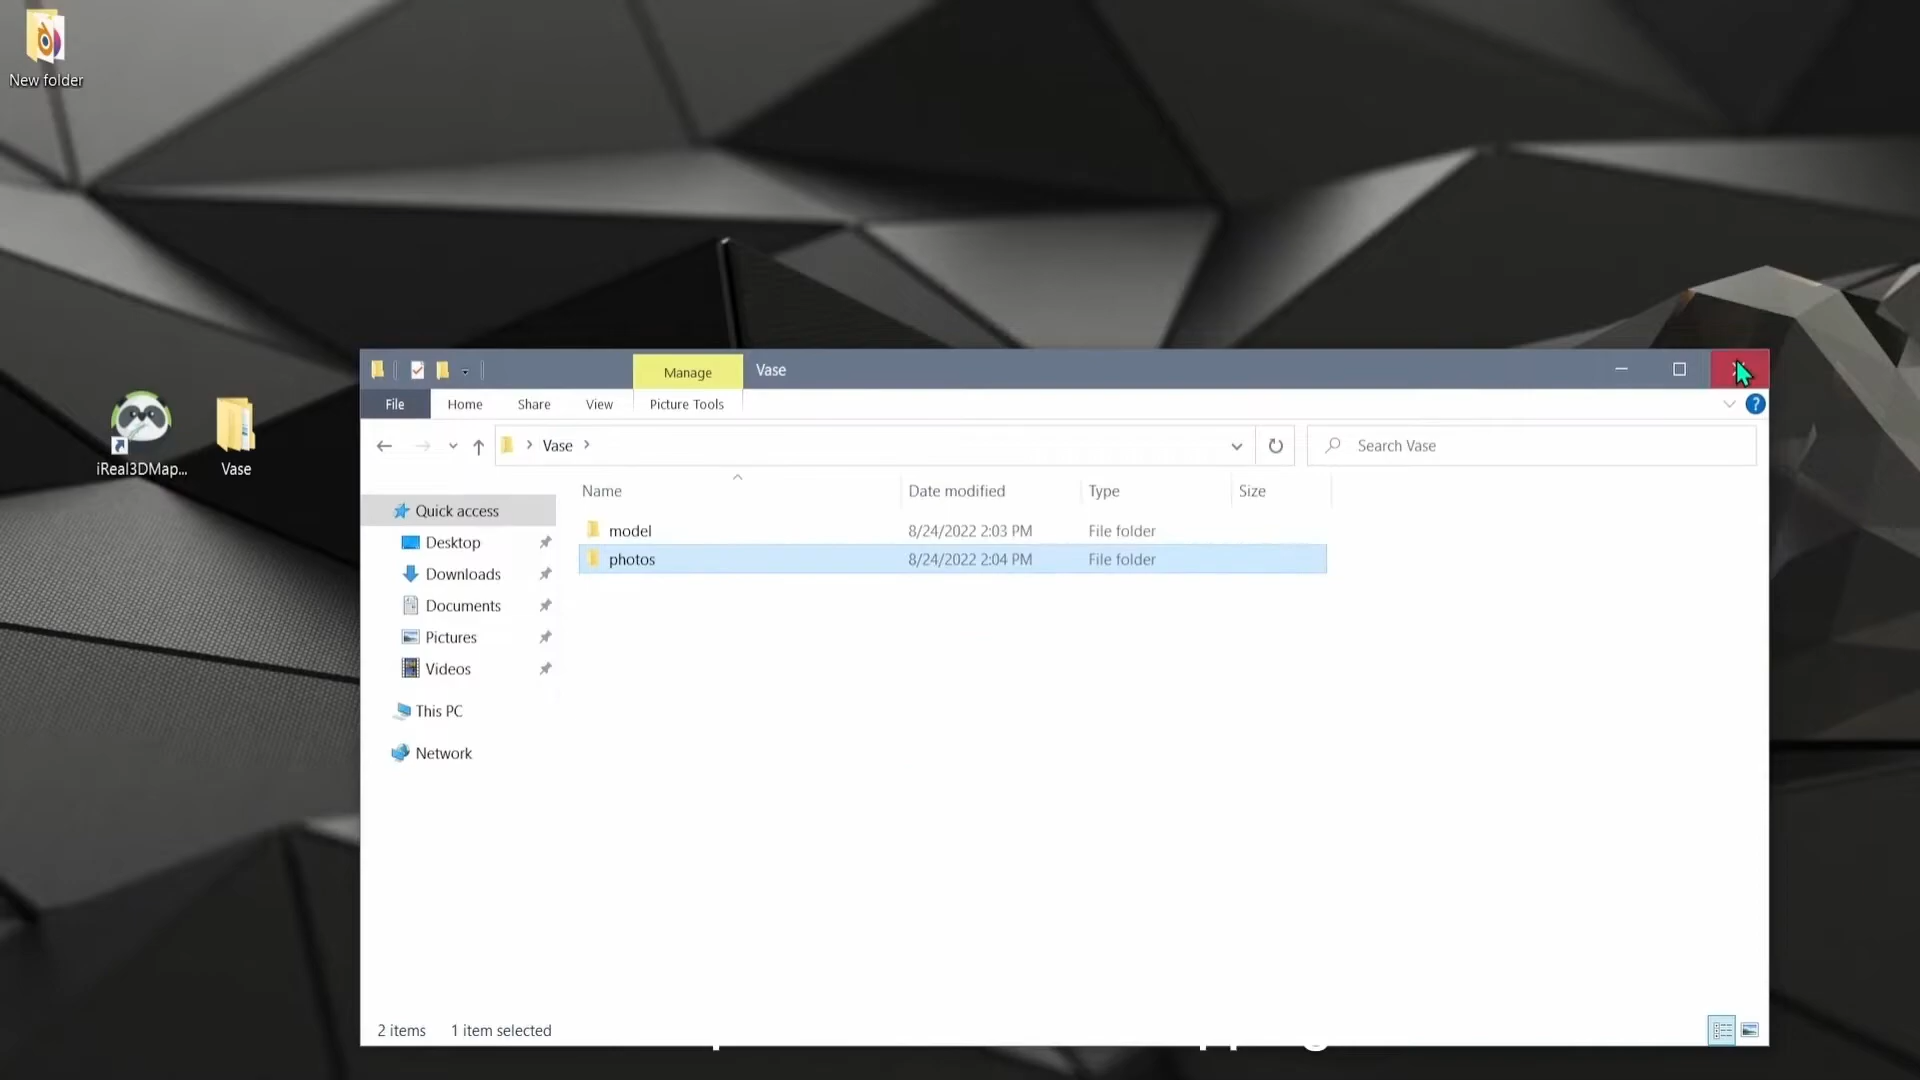 New folder
iReal3DMap...
Vase
Manage
Vase
File
Home
Share
View
Picture Tools
Vase
Search Vase
Name
Date modified
Type
Size
Quick access
Desktop
Downloads
Documents
Pictures
Videos
This PC
Network
model
8/24/2022 2:03 PM
File folder
photos
8/24/2022 2:04 PM
File folder
2 items
1 item selected